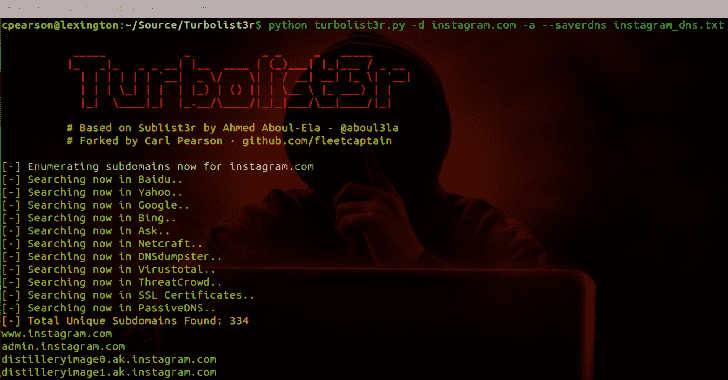 cpearson@lexington:~/Source/Turbolist3r$ python turbolist3r.py -d instagram.com -a --saverdns instagram_dns.txt
Turbolist3r
# Based on Sublist3r by Ahmed Aboul-Ela - @aboul3la
# Forked by Carl Pearson - github.com/fleetcaptain
[-] Enumerating subdomains now for instagram.com
[-] Searching now in Baidu..
[-] Searching now in Yahoo..
[-] Searching now in Google..
[-] Searching now in Bing..
[-] Searching now in Ask..
[-] Searching now in Netcraft..
[-] Searching now in DNSdumpster..
[-] Searching now in Virustotal..
[-] Searching now in ThreatCrowd..
[-] Searching now in SSL Certificates..
[-] Searching now in PassiveDNS..
[-] Total Unique Subdomains Found: 334
www.instagram.com
admin.instagram.com
distilleryimage0.ak.instagram.com
distilleryimage1.ak.instagram.com